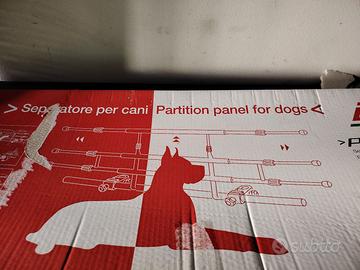 > Separatore per cani Partition panel for dogs <
>P
subito